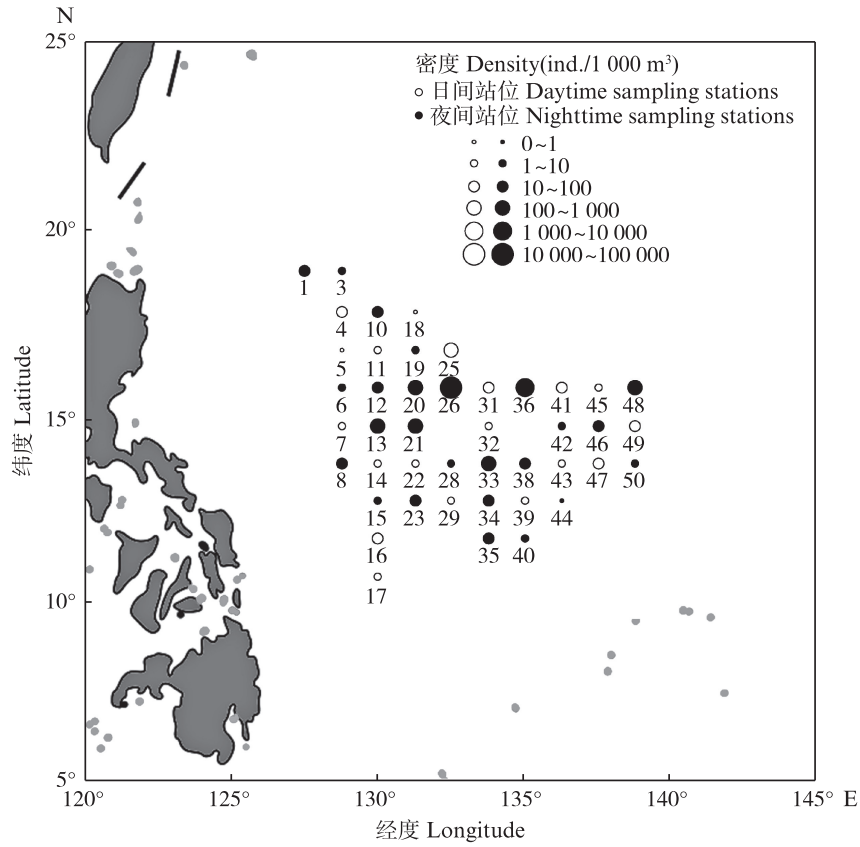 N
25°
密度 Density(ind./1 000 m³)
日间站位 Daytime sampling stations
夜间站位 Nighttime sampling stations
0~1
1~10
10~100
20°
100~1 000
1 000~10 000
10 000~100 000
1 3
4 10 18
5 11 19 25
6 12 20 26 31 36 41 45 48
15°
7 13 21 32 42 46 49
8 14 22 28 33 38 43 47 50
15 23 29 34 39 44
16 35 40
17
10°
5°
纬度 Latitude
120° 125° 130° 135° 140° 145° E
经度 Longitude